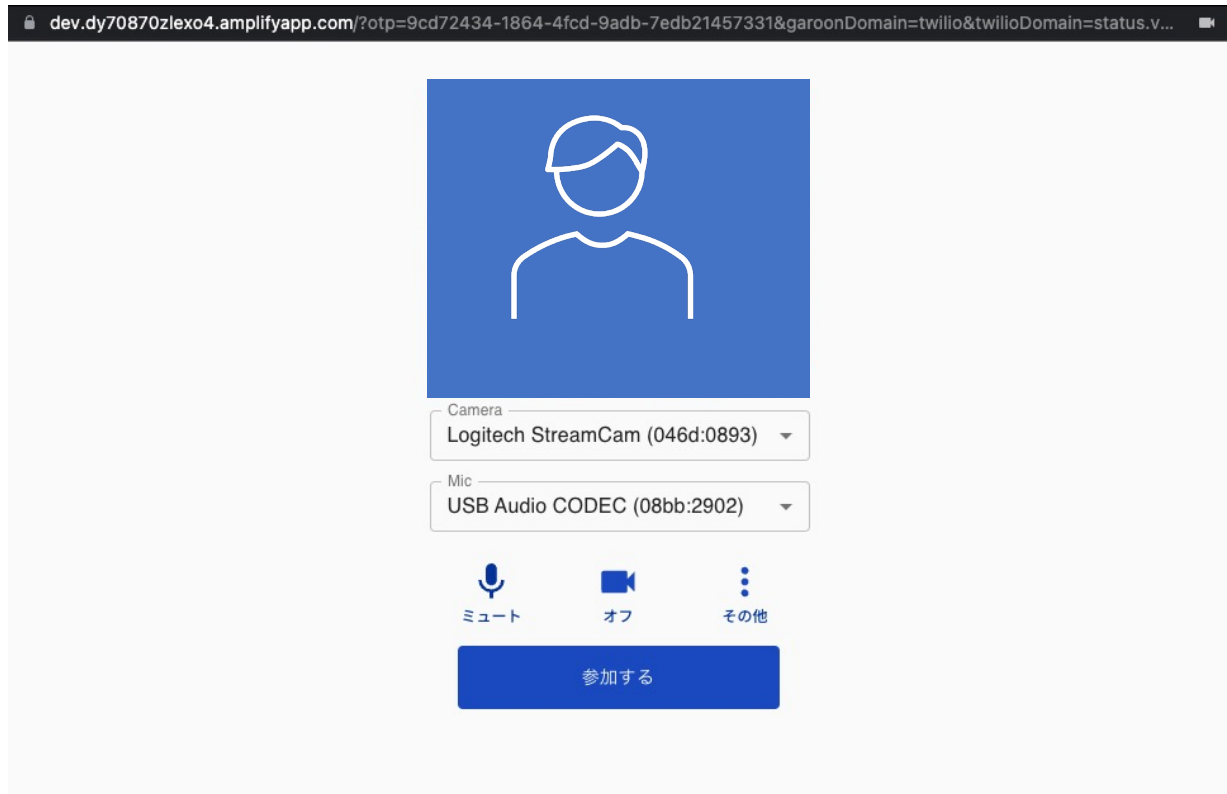 dev.dy70870zlexo4.amplifyapp.com/?otp=9cd72434-1864-4fcd-9adb-7edb21457331&garoonDomain=twilio&twilioDomain=status.v...
Camera
Logitech StreamCam (046d:0893)
Mic
USB Audio CODEC (08bb:2902)
ミュート オフ その他
参加する